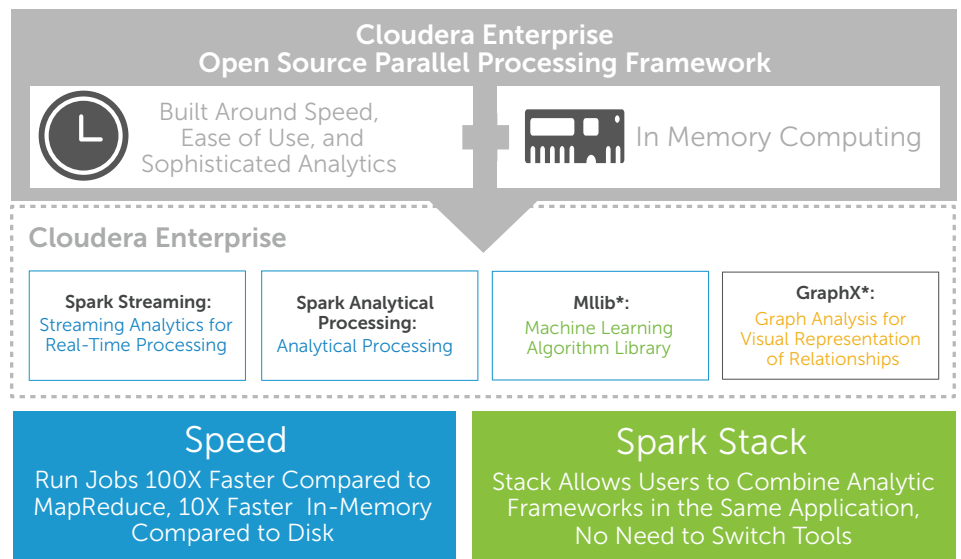 Cloudera Enterprise
Open Source Parallel Processing Framework
Built Around Speed,
Ease of Use, and
Sophisticated Analytics
In Memory Computing
Cloudera Enterprise
Spark Streaming:
Streaming Analytics for
Real-Time Processing
Spark Analytical
Processing:
Analytical Processing
Mllib*:
Machine Learning
Algorithm Library
GraphX*:
Graph Analysis for
Visual Representation
of Relationships
Speed
Run Jobs 100X Faster Compared to
MapReduce, 10X Faster In-Memory
Compared to Disk
Spark Stack
Stack Allows Users to Combine Analytic
Frameworks in the Same Application,
No Need to Switch Tools